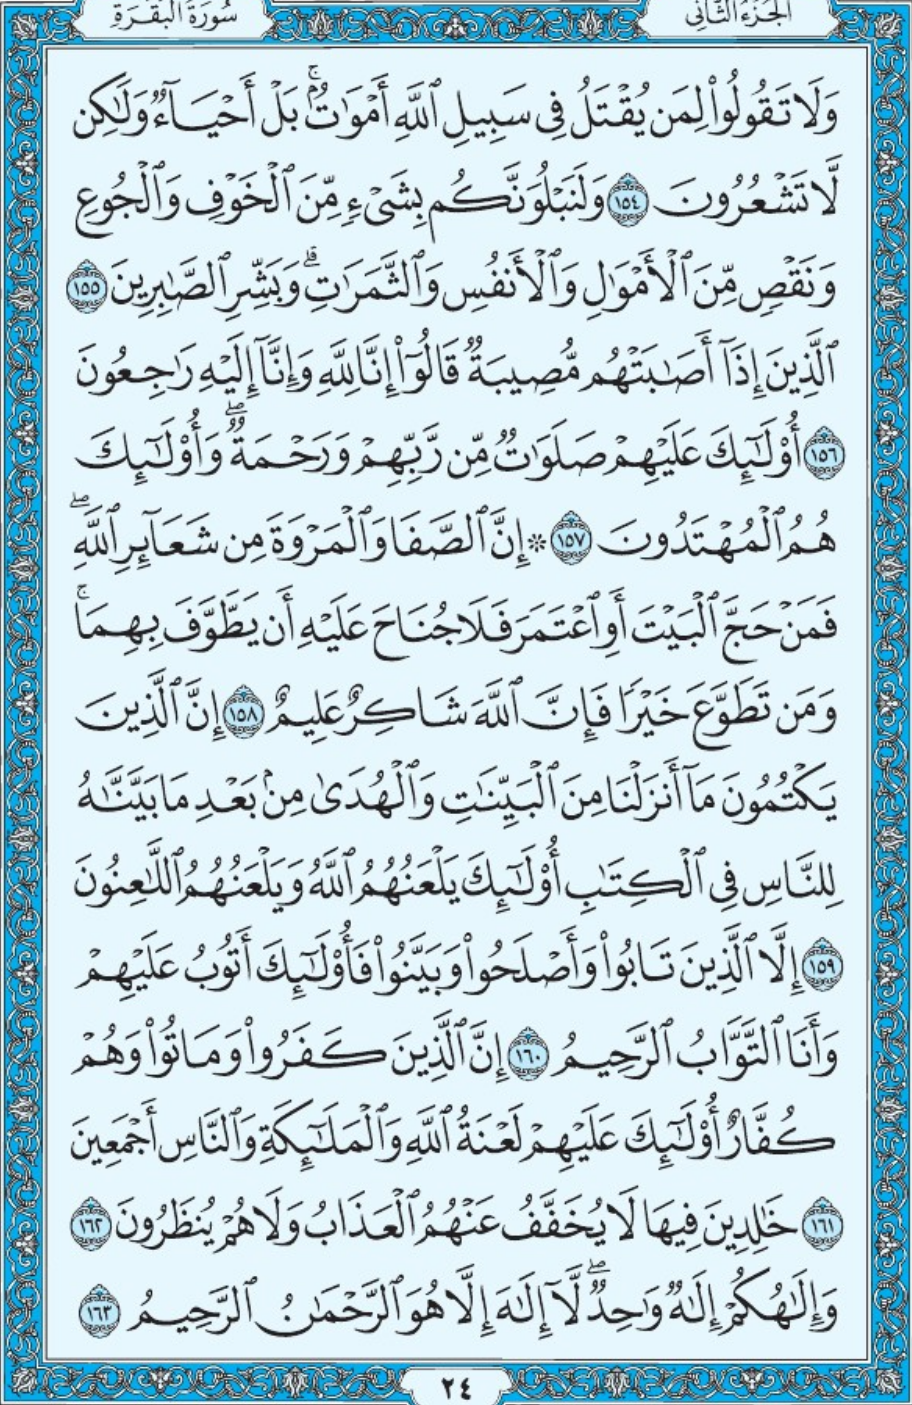 الجُزْءُ الثَّانِي
سُورَةُ البَقَرَةِ
وَلَا تَقُولُواْ لِمَن يُقْتَلُ فِي سَبِيلِ ٱللَّهِ أَمْوَٰتُۢۚ بَلْ أَحْيَآءٌ وَلَٰكِن
لَّا تَشْعُرُونَ ١٥٤ وَلَنَبْلُوَنَّكُم بِشَيْءٍ مِّنَ ٱلْخَوْفِ وَٱلْجُوعِ
وَنَقْصٍ مِّنَ ٱلْأَمْوَٰلِ وَٱلْأَنفُسِ وَٱلثَّمَرَٰتِۗ وَبَشِّرِ ٱلصَّٰبِرِينَ ١٥٥
ٱلَّذِينَ إِذَآ أَصَٰبَتْهُم مُّصِيبَةٌ قَالُوٓاْ إِنَّا لِلَّهِ وَإِنَّآ إِلَيْهِ رَٰجِعُونَ
١٥٦ أُوْلَٰٓئِكَ عَلَيْهِمْ صَلَوَٰتٌ مِّن رَّبِّهِمْ وَرَحْمَةٌۖ وَأُوْلَٰٓئِكَ
هُمُ ٱلْمُهْتَدُونَ ١٥٧ ۞ إِنَّ ٱلصَّفَا وَٱلْمَرْوَةَ مِن شَعَآئِرِ ٱللَّهِۖ
فَمَنْ حَجَّ ٱلْبَيْتَ أَوِ ٱعْتَمَرَ فَلَا جُنَاحَ عَلَيْهِ أَن يَطَّوَّفَ بِهِمَاۚ
وَمَن تَطَوَّعَ خَيْرًا فَإِنَّ ٱللَّهَ شَاكِرٌ عَلِيمٌ ١٥٨ إِنَّ ٱلَّذِينَ
يَكْتُمُونَ مَآ أَنزَلْنَا مِنَ ٱلْبَيِّنَٰتِ وَٱلْهُدَىٰ مِنۢ بَعْدِ مَا بَيَّنَّٰهُ
لِلنَّاسِ فِي ٱلْكِتَٰبِ أُوْلَٰٓئِكَ يَلْعَنُهُمُ ٱللَّهُ وَيَلْعَنُهُمُ ٱللَّٰعِنُونَ
١٥٩ إِلَّا ٱلَّذِينَ تَابُواْ وَأَصْلَحُواْ وَبَيَّنُواْ فَأُوْلَٰٓئِكَ أَتُوبُ عَلَيْهِمْ
وَأَنَا ٱلتَّوَّابُ ٱلرَّحِيمُ ١٦٠ إِنَّ ٱلَّذِينَ كَفَرُواْ وَمَاتُواْ وَهُمْ
كُفَّارٌ أُوْلَٰٓئِكَ عَلَيْهِمْ لَعْنَةُ ٱللَّهِ وَٱلْمَلَٰٓئِكَةِ وَٱلنَّاسِ أَجْمَعِينَ
١٦١ خَٰلِدِينَ فِيهَا لَا يُخَفَّفُ عَنْهُمُ ٱلْعَذَابُ وَلَا هُمْ يُنظَرُونَ ١٦٢
وَإِلَٰهُكُمْ إِلَٰهٌ وَٰحِدٌۖ لَّآ إِلَٰهَ إِلَّا هُوَ ٱلرَّحْمَٰنُ ٱلرَّحِيمُ ١٦٣
٢٤